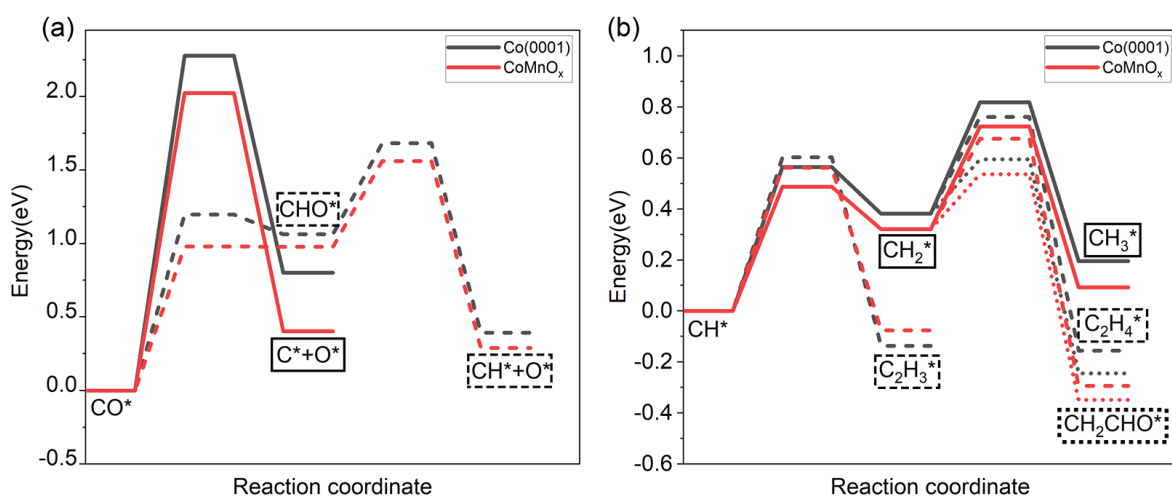 (a)
Co(0001)
CoMnOx
2.0
1.5
1.0
0.5
0.0
-0.5
Energy(eV)
CHO*
C*+O*
CH*+O*
CO*
Reaction coordinate
(b)
Co(0001)
CoMnOx
1.0
0.8
0.6
0.4
0.2
0.0
-0.2
-0.4
-0.6
Energy(eV)
CH*
CH2*
CH3*
C2H3*
C2H4*
CH2CHO*
Reaction coordinate